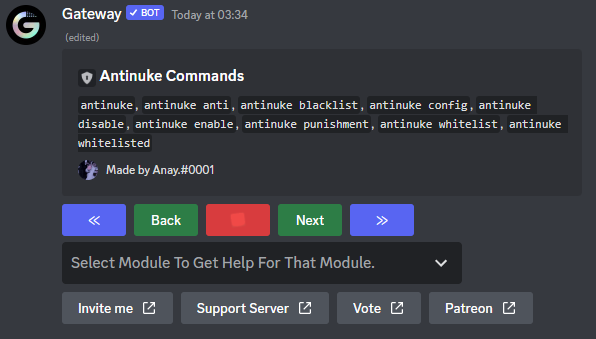 Gateway ✓ BOT Today at 03:34
(edited)
Antinuke Commands
antinuke, antinuke anti, antinuke blacklist, antinuke config, antinuke
disable, antinuke enable, antinuke punishment, antinuke whitelist, antinuke
whitelisted
Made by Anay.#0001
« Back Next »
Select Module To Get Help For That Module.
Invite me Support Server Vote Patreon